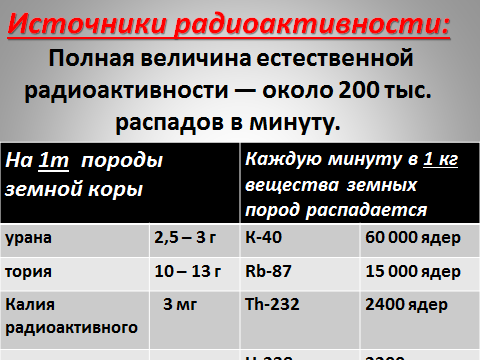 Источники радиоактивности:
Полная величина естественной
радиоактивности — около 200 тыс.
распадов в минуту.
На 1т породы
земной коры
Каждую минуту в 1 кг
вещества земных
пород распадается
урана 2,5 – 3 г К-40 60 000 ядер
тория 10 – 13 г Rb-87 15 000 ядер
Калия
радиоактивного 3 мг Th-232 2400 ядер